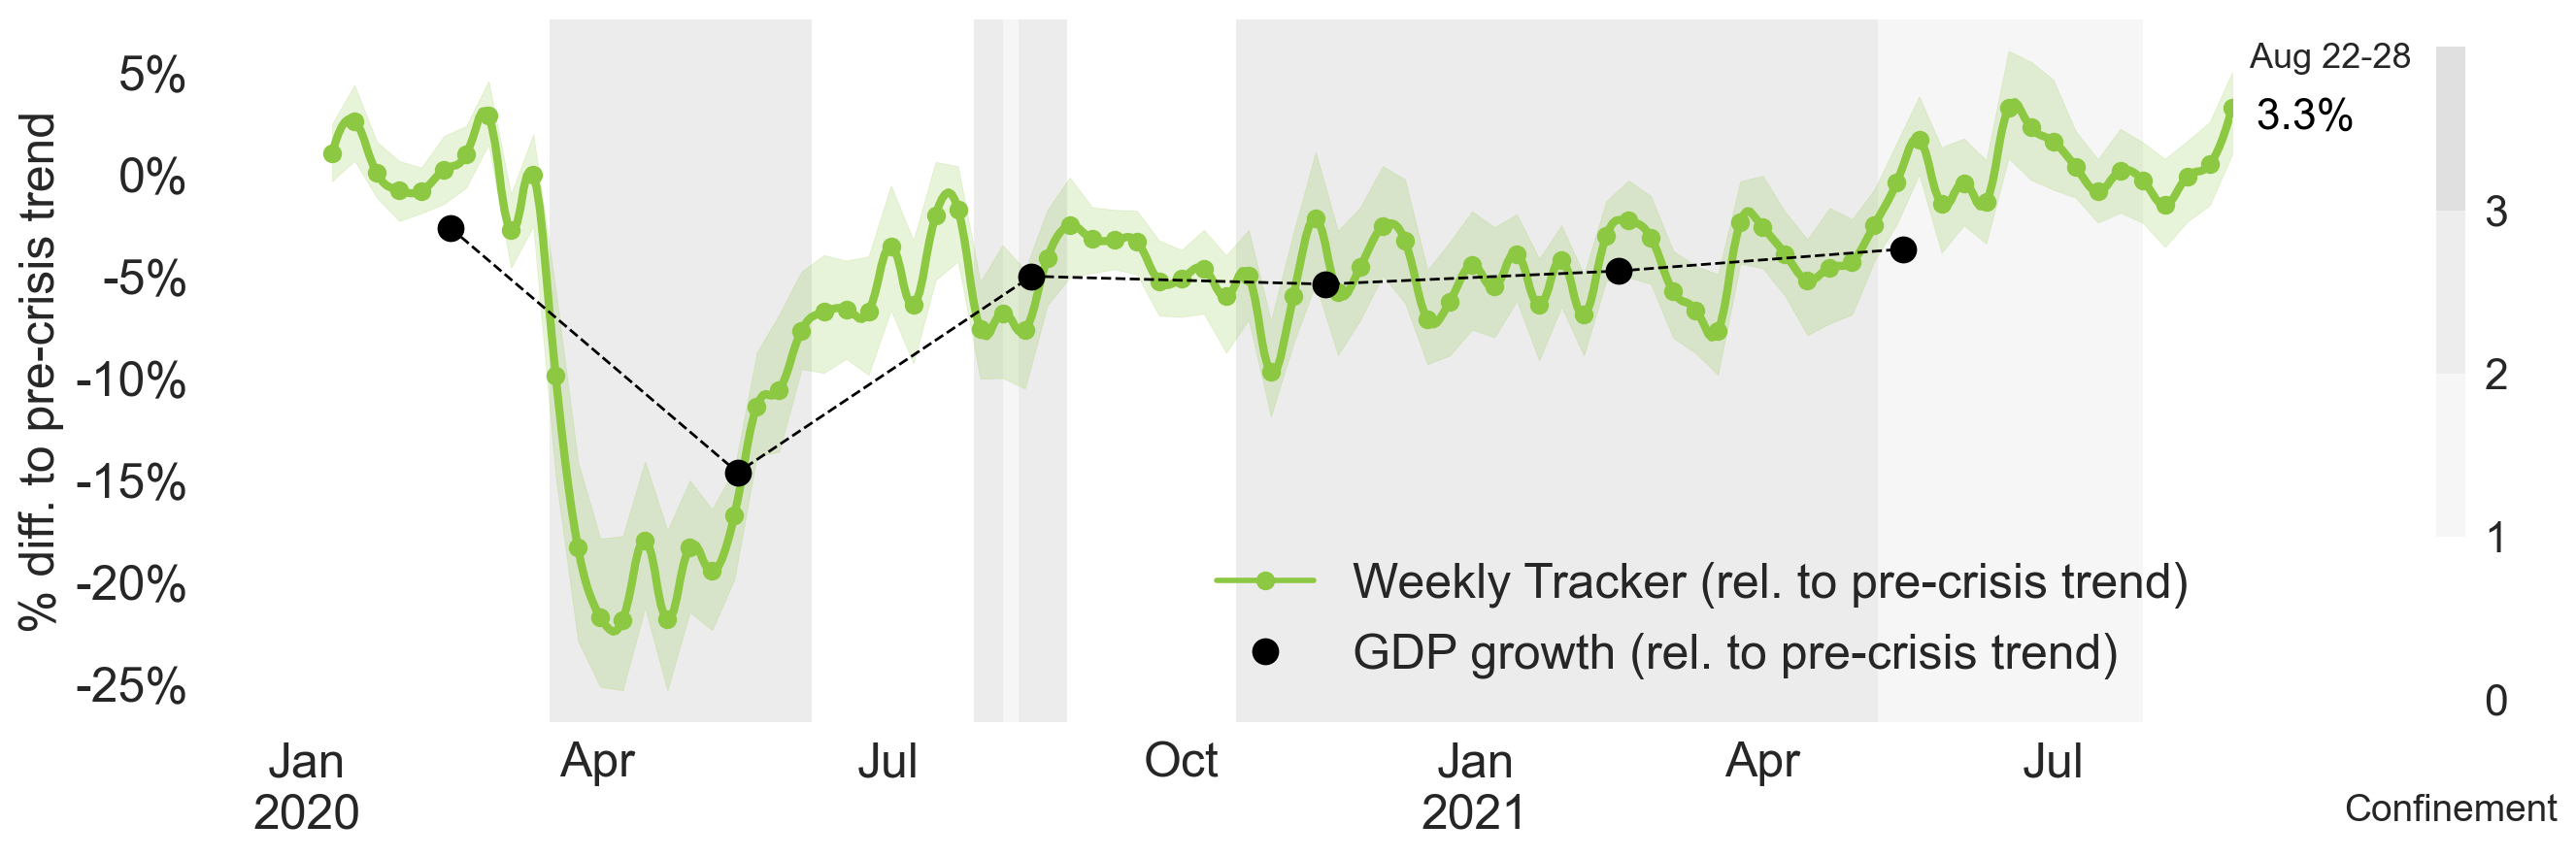 % diff. to pre-crisis trend
5%
0%
-5%
-10%
-15%
-20%
-25%
Jan
2020
Apr
Jul
Oct
Jan
2021
Apr
Jul
Weekly Tracker (rel. to pre-crisis trend)
GDP growth (rel. to pre-crisis trend)
Aug 22-28
3.3%
3
2
1
0
Confinement